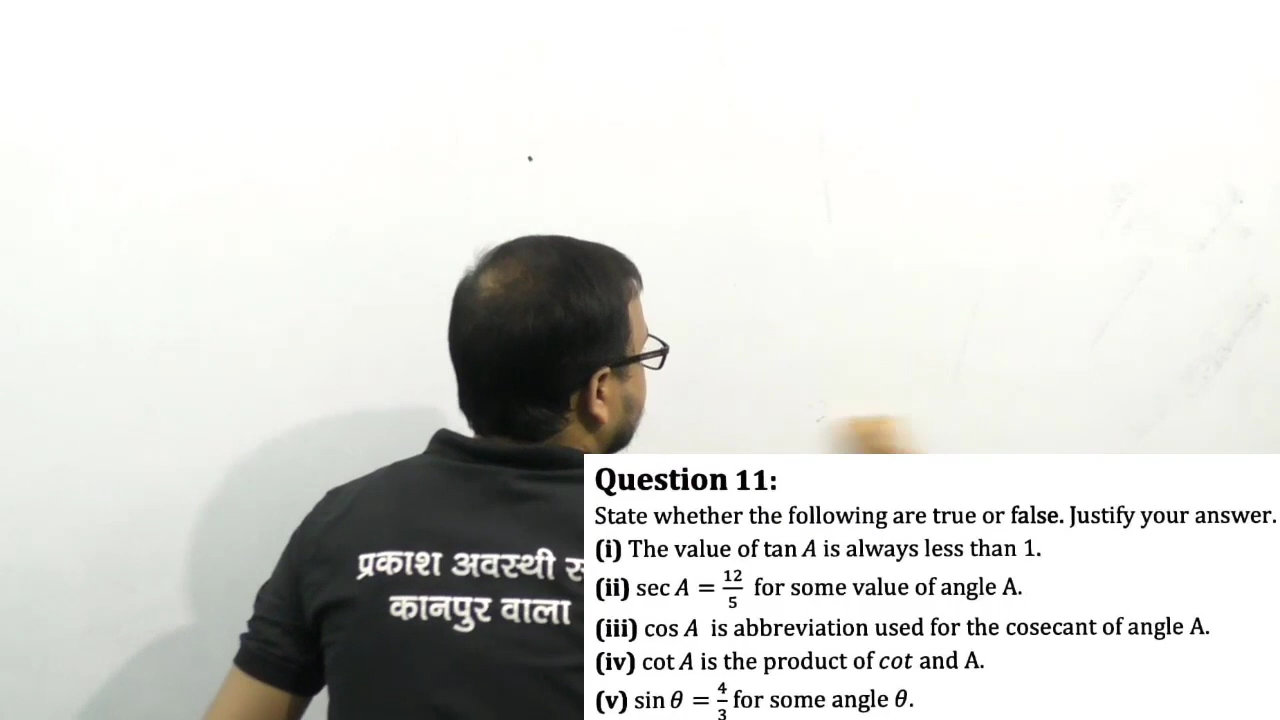 प्रकाश अवस्थी
कानपुर वाला
Question 11:
State whether the following are true or false. Justify your answer.
(i) The value of tan A is always less than 1.
(ii) sec A = 12/5 for some value of angle A.
(iii) cos A is abbreviation used for the cosecant of angle A.
(iv) cot A is the product of cot and A.
(v) sin θ = 4/3 for some angle θ.